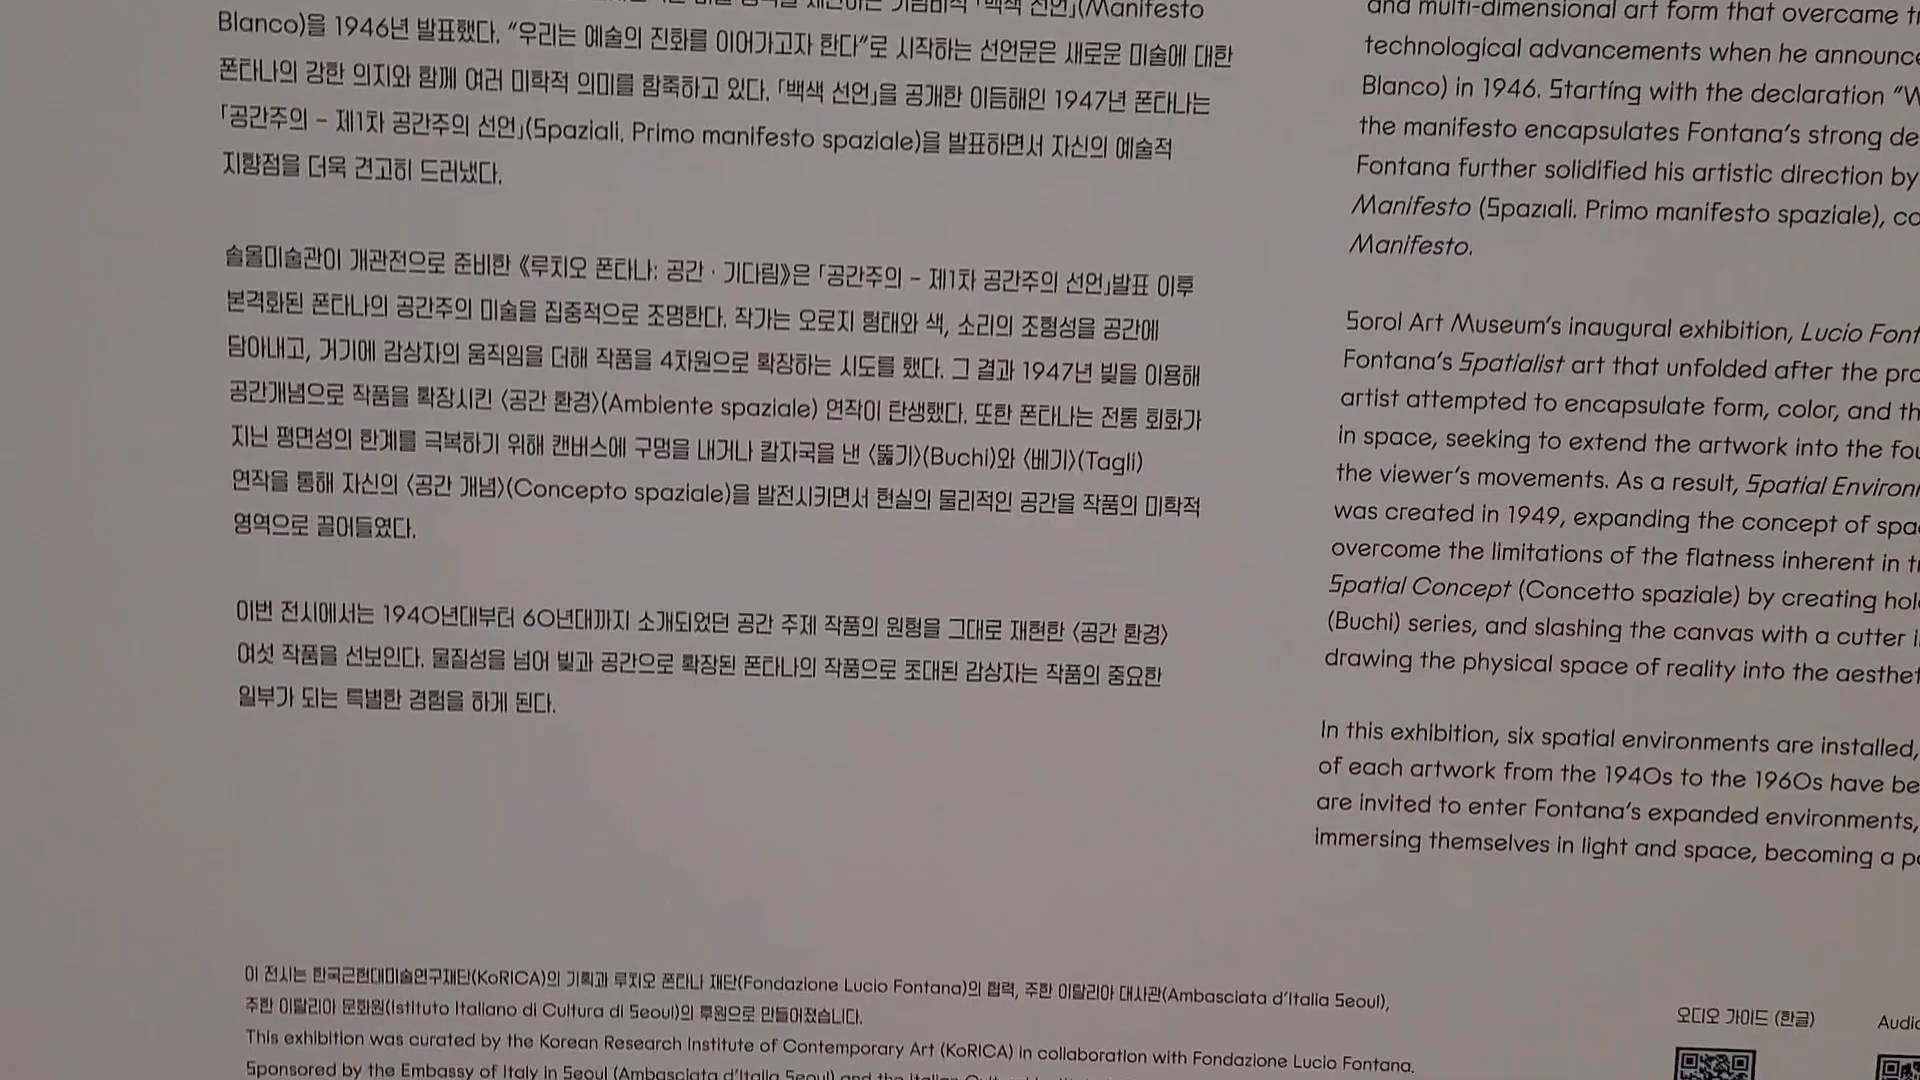 Blanco)을 1946년 발표했다. "우리는 예술의 진화를 이어가고자 한다"로 시작하는 선언문은 새로운 미술에 대한
폰타나의 강한 의지와 함께 여러 미학적 의미를 함축하고 있다. 「백색 선언」을 공개한 이듬해인 1947년 폰타나는
「공간주의 – 제1차 공간주의 선언」(Spaziali. Primo manifesto spaziale)을 발표하면서 자신의 예술적
지향점을 더욱 견고히 드러냈다.
솔올미술관이 개관전으로 준비한 《루치오 폰타나: 공간 · 기다림》은 「공간주의 – 제1차 공간주의 선언」발표 이후
본격화된 폰타나의 공간주의 미술을 집중적으로 조명한다. 작가는 오로지 형태와 색, 소리의 조형성을 공간에
담아내고, 거기에 감상자의 움직임을 더해 작품을 4차원으로 확장하는 시도를 했다. 그 결과 1947년 빛을 이용해
공간개념으로 작품을 확장시킨 〈공간 환경〉(Ambiente spaziale) 연작이 탄생했다. 또한 폰타나는 전통 회화가
지닌 평면성의 한계를 극복하기 위해 캔버스에 구멍을 내거나 칼자국을 낸 〈뚫기〉(Buchi)와 〈베기〉(Tagli)
연작을 통해 자신의 〈공간 개념〉(Concepto spaziale)을 발전시키면서 현실의 물리적인 공간을 작품의 미학적
영역으로 끌어들였다.
이번 전시에서는 1940년대부터 60년대까지 소개되었던 공간 주제 작품의 원형을 그대로 재현한 〈공간 환경〉
여섯 작품을 선보인다. 물질성을 넘어 빛과 공간으로 확장된 폰타나의 작품으로 초대된 감상자는 작품의 중요한
일부가 되는 특별한 경험을 하게 된다.
and multi-dimensional art form that overcame
technological advancements when he
Blanco) in 1946. Starting with the declaration
the manifesto encapsulates Fontana's strong
Fontana further solidified his artistic direction by
Manifesto (Spaziali. Primo manifesto spaziale),
Manifesto.
Sorol Art Museum's inaugural exhibition, Lucio
Fontana's Spatialist art that unfolded after the
artist attempted to encapsulate form, color, and
in space, seeking to extend the artwork into the
the viewer's movements. As a result, Spatial
was created in 1949, expanding the concept of
overcome the limitations of the flatness inherent in
Spatial Concept (Concetto spaziale) by creating
(Buchi) series, and slashing the canvas with a cutter
drawing the physical space of reality into the
In this exhibition, six spatial environments are installed,
of each artwork from the 1940s to the 1960s have
are invited to enter Fontana's expanded environments,
immersing themselves in light and space, becoming a
이 전시는 한국근현대미술연구재단(KoRICA)의 기획과 루치오 폰타나 재단(Fondazione Lucio Fontana)의 협력, 주한 이탈리아 대사관(Ambasciata d'Italia Seoul),
주한 이탈리아 문화원(Istituto Italiano di Cultura di Seoul)의 후원으로 만들어졌습니다.
This exhibition was curated by the Korean Research Institute of Contemporary Art (KoRICA) in collaboration with Fondazione Lucio Fontana.
Sponsored by the Embassy of Italy in Seoul (Ambasciata d'Italia Seoul) and the
오디오 가이드 (한글)